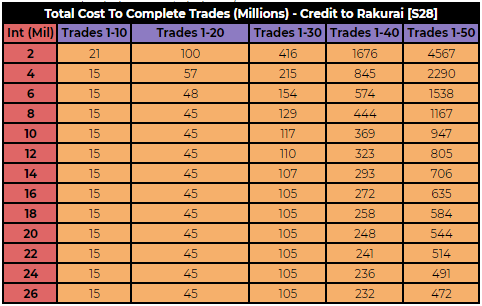 Total Cost To Complete Trades (Millions) - Credit to Rakurai [S28]
Int (Mil) Trades 1-10 Trades 1-20 Trades 1-30 Trades 1-40 Trades 1-50
2 21 100 416 1676 4567
4 15 57 215 845 2290
6 15 48 154 574 1538
8 15 45 129 444 1167
10 15 45 117 369 947
12 15 45 110 323 805
14 15 45 107 293 706
16 15 45 105 272 635
18 15 45 105 258 584
20 15 45 105 248 544
22 15 45 105 241 514
24 15 45 105 236 491
26 15 45 105 232 472